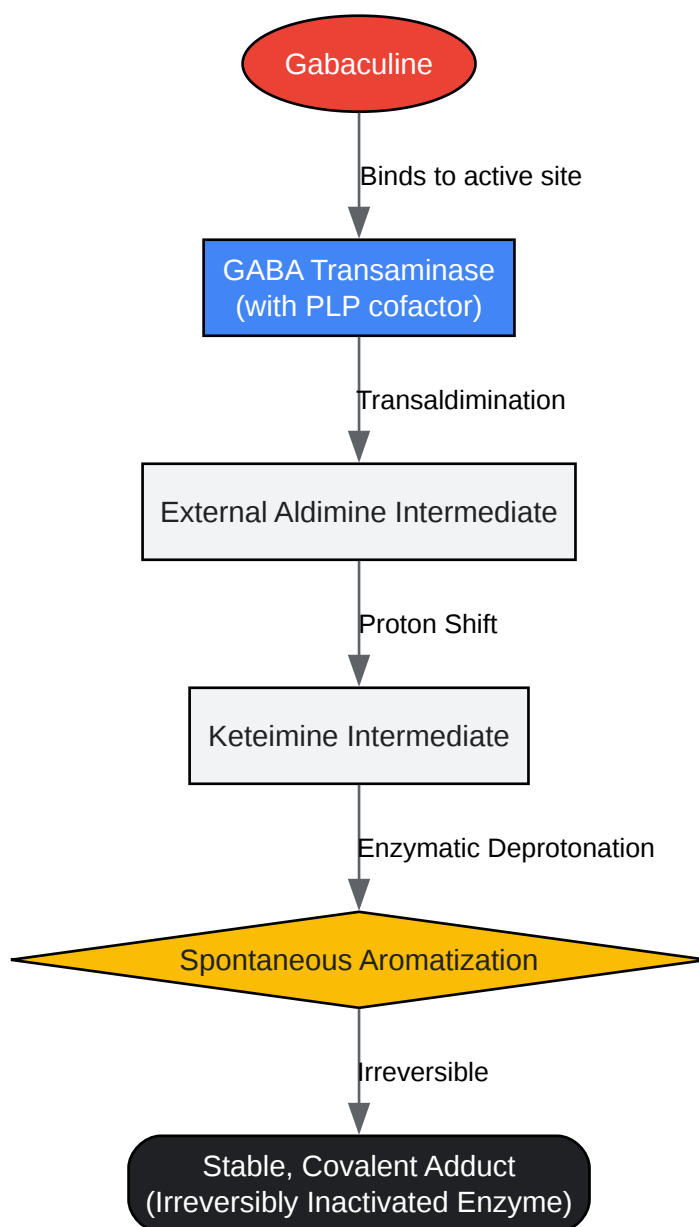 Gabaculine
Binds to active site
GABA Transaminase
(with PLP cofactor)
Transaldimination
External Aldimine Intermediate
Proton Shift
Keteimine Intermediate
Enzymatic Deprotonation
Spontaneous Aromatization
Irreversible
Stable, Covalent Adduct
(Irreversibly Inactivated Enzyme)